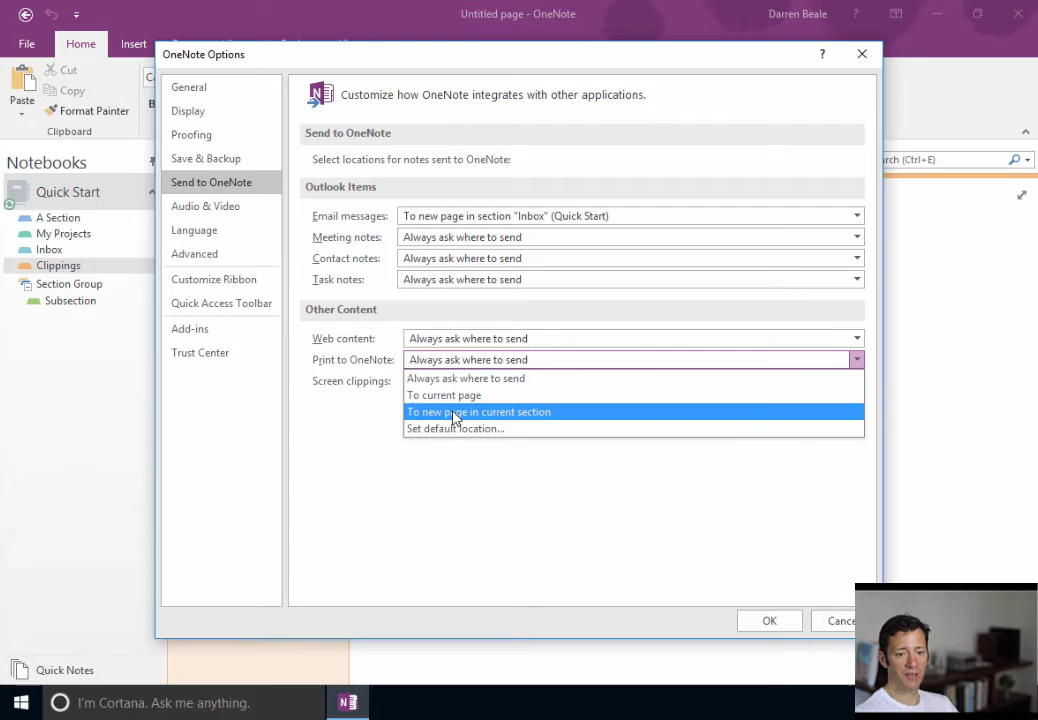 Untitled page - OneNote
Darren Beale
?
File
Home
Insert
Cut
Copy
Format Painter
Paste
Clipboard
B
Notebooks
Quick Start
A Section
My Projects
Inbox
Clippings
Section Group
Subsection
Quick Notes
OneNote Options
?
General
Display
Proofing
Save & Backup
Send to OneNote
Audio & Video
Language
Advanced
Customize Ribbon
Quick Access Toolbar
Add-ins
Trust Center
N
Customize how OneNote integrates with other applications.
Send to OneNote
Select locations for notes sent to OneNote:
Outlook Items
Email messages: To new page in section "Inbox" (Quick Start)
Meeting notes: Always ask where to send
Contact notes: Always ask where to send
Task notes: Always ask where to send
Other Content
Web content: Always ask where to send
Print to OneNote: Always ask where to send
Screen clippings:
Always ask where to send
To current page
To new page in current section
Set default location...
OK
Cance
arch (Ctrl+E)
I'm Cortana. Ask me anything.
N